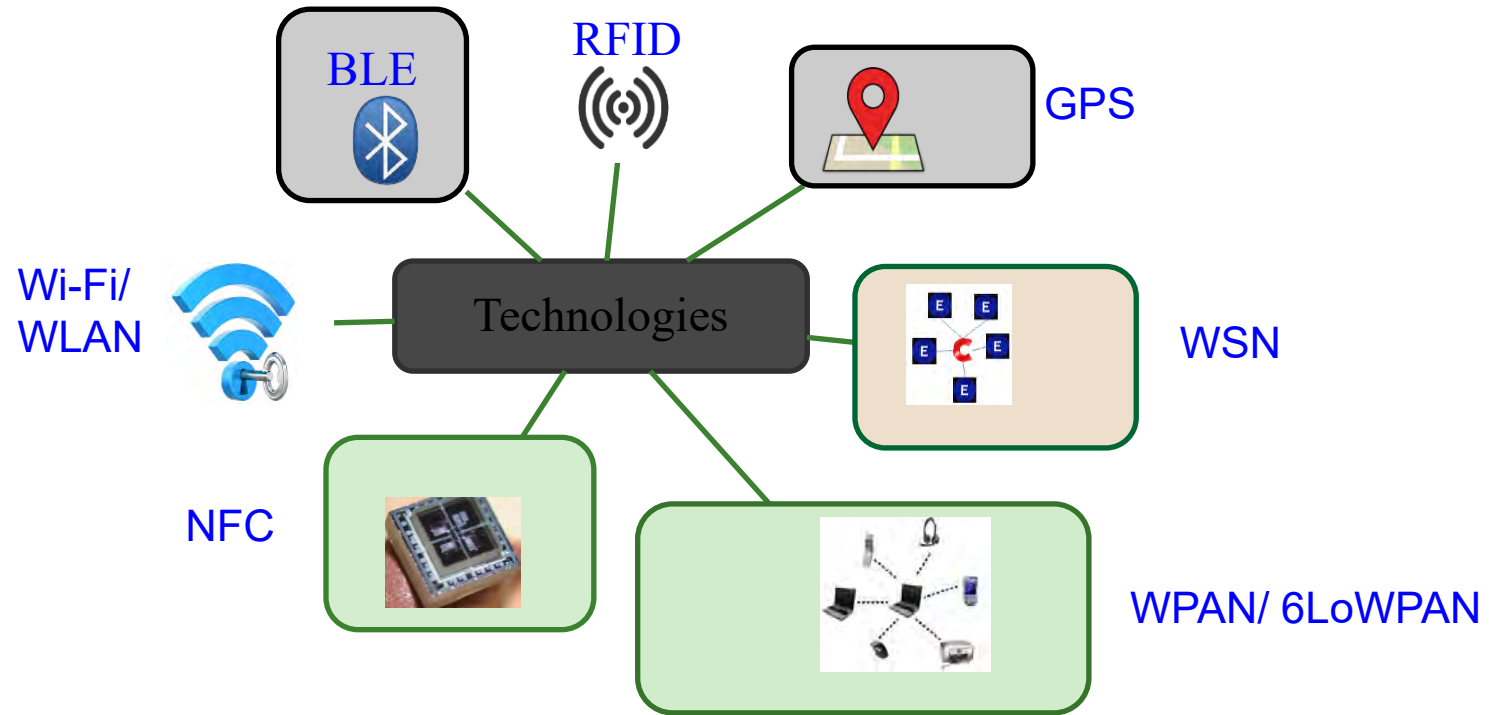 BLE
RFID
GPS
Wi-Fi/
WLAN
Technologies
E
E
E
E
C
E
WSN
NFC
WPAN/ 6LoWPAN